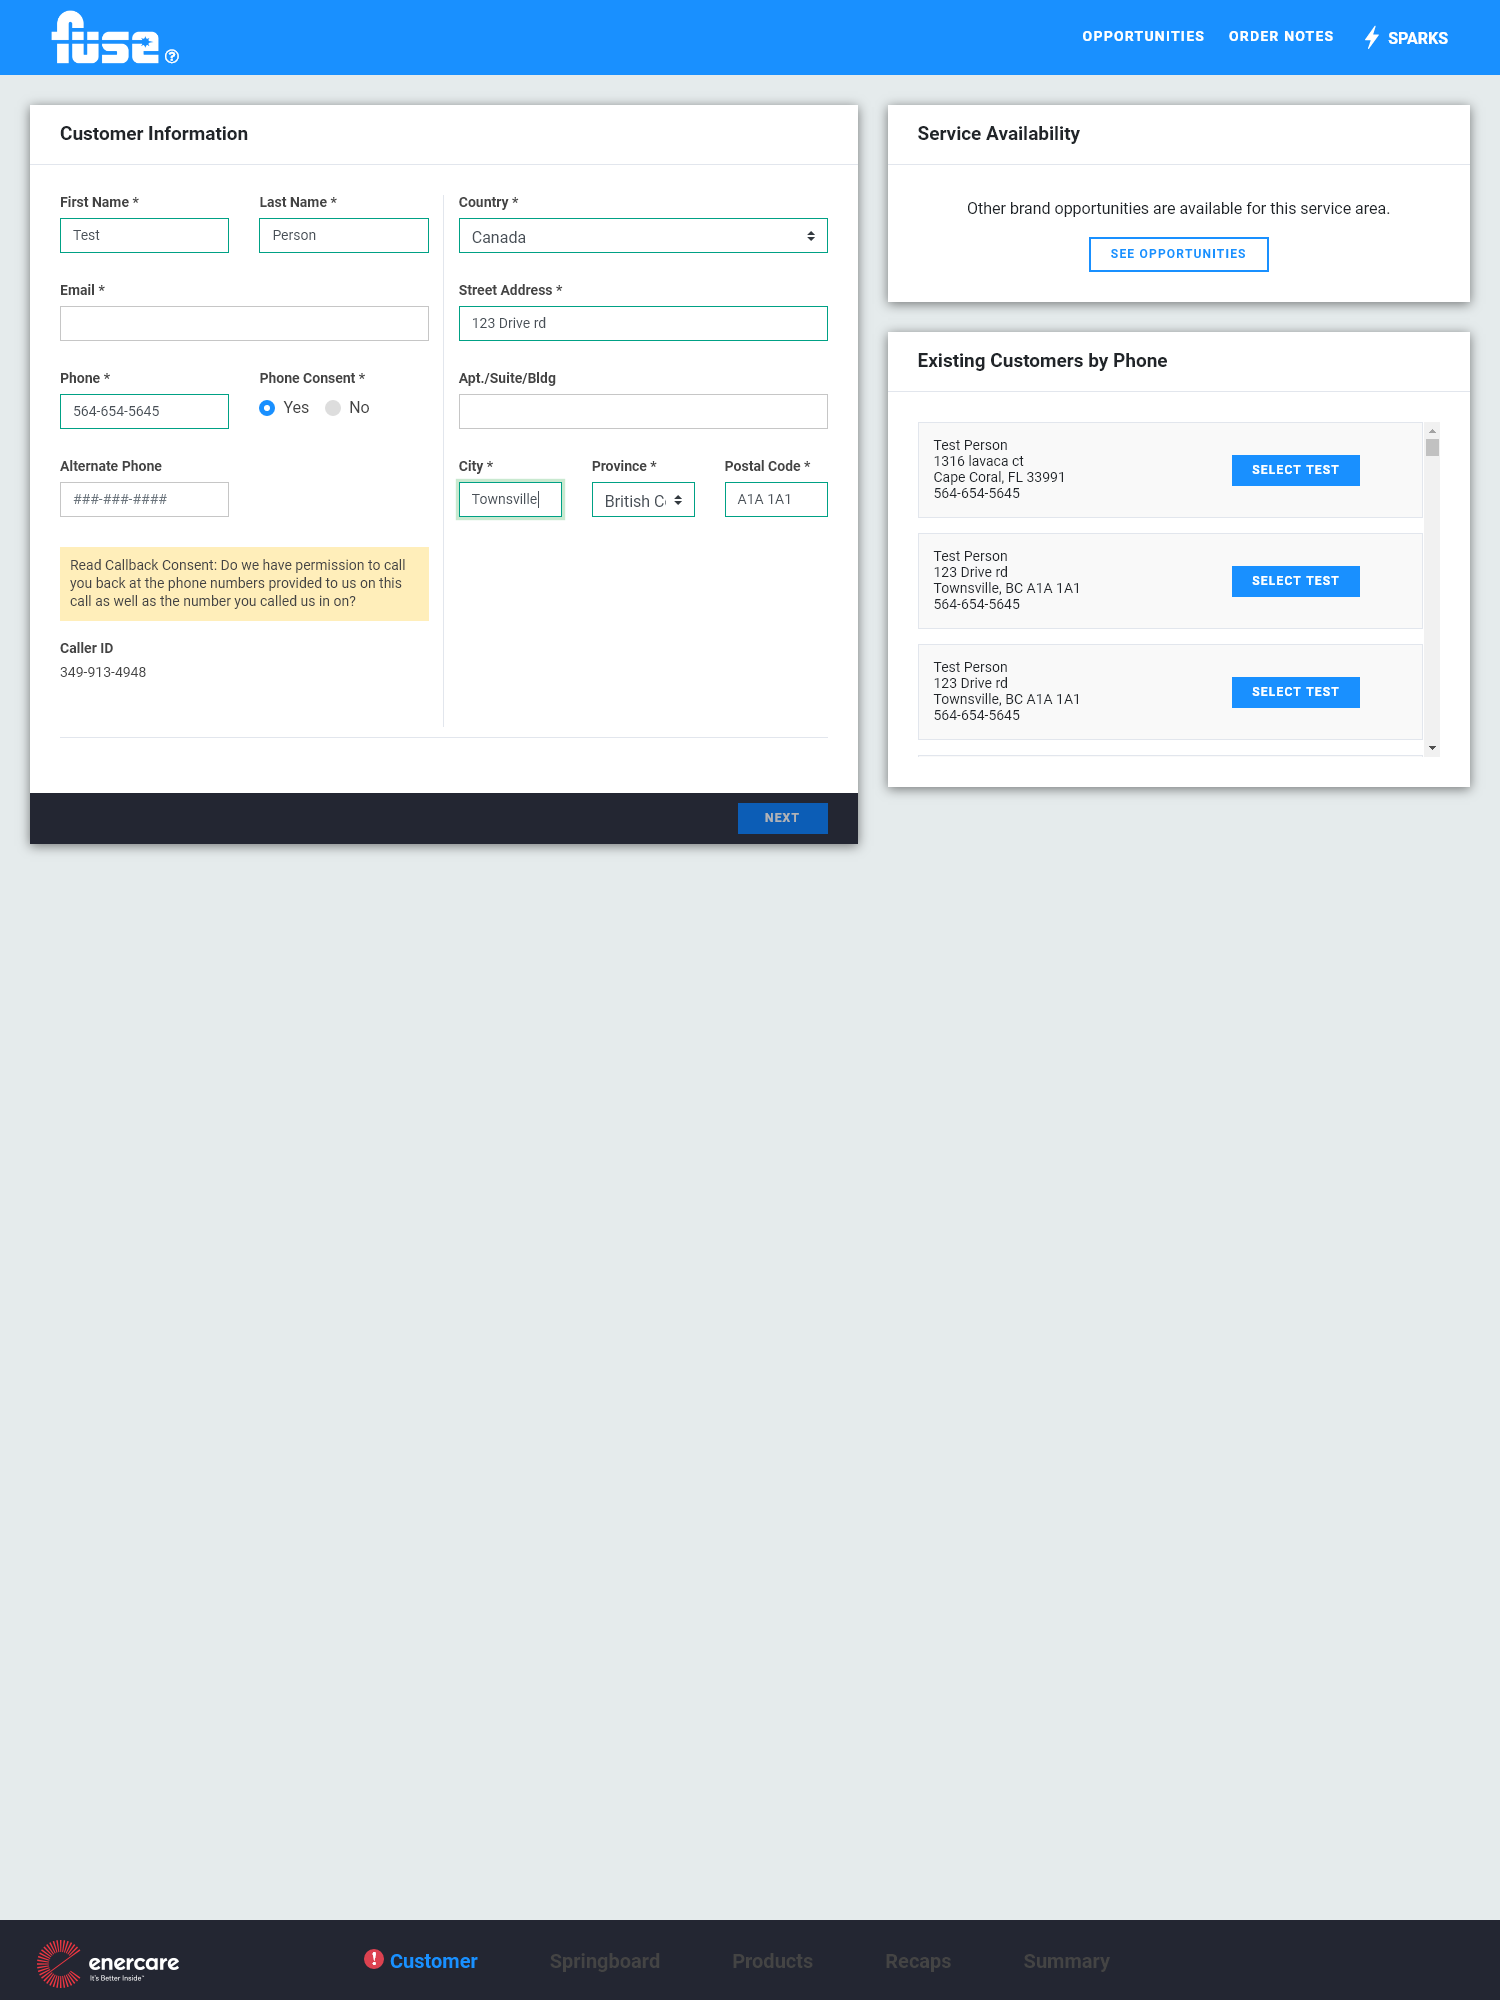 fuse ?
OPPORTUNITIES ORDER NOTES SPARKS
Customer Information
First Name * Last Name *
Test Person
Email *
Phone * Phone Consent *
564-654-5645 Yes No
Alternate Phone
###-###-####
Read Callback Consent: Do we have permission to call
you back at the phone numbers provided to us on this
call as well as the number you called us in on?
Caller ID
349-913-4948
Country *
Canada
Street Address *
123 Drive rd
Apt./Suite/Bldg
City * Province * Postal Code *
Townsville British C A1A 1A1
NEXT
Service Availability
Other brand opportunities are available for this service area.
SEE OPPORTUNITIES
Existing Customers by Phone
Test Person
1316 lavaca ct
Cape Coral, FL 33991
564-654-5645
SELECT TEST
Test Person
123 Drive rd
Townsville, BC A1A 1A1
564-654-5645
SELECT TEST
Test Person
123 Drive rd
Townsville, BC A1A 1A1
564-654-5645
SELECT TEST
enercare
It's Better Inside™
! Customer Springboard Products Recaps Summary